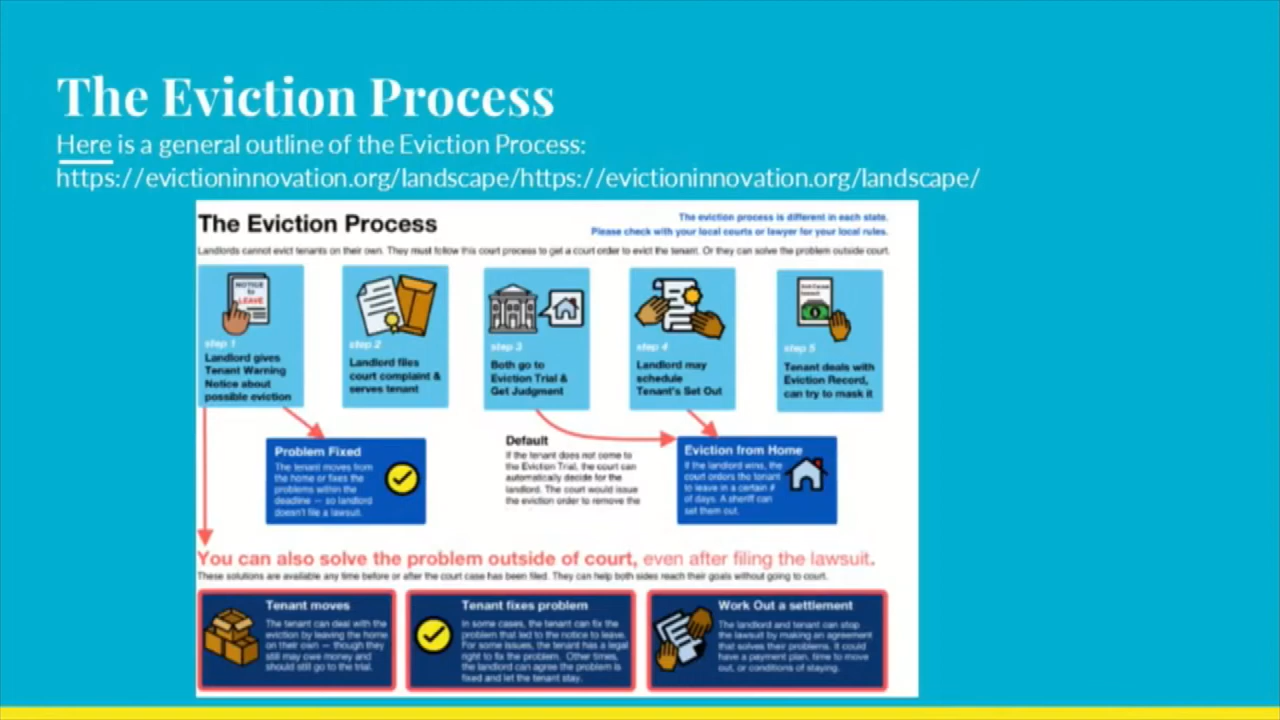 The Eviction Process
Here is a general outline of the Eviction Process:
https://evictioninnovation.org/landscape/https://evictioninnovation.org/landscape/
The Eviction Process
The eviction process is different in each state.
Please check with your local courts or lawyer for your local rules.
Landlords cannot evict tenants on their own. They must follow this court process to get a court order to evict the tenant. Or they can solve the problem outside court.
NOTICE
to
LEAVE
step 1
Landlord gives
Tenant Warning
Notice about
possible eviction
step 2
Landlord files
court complaint &
serves tenant
step 3
Both go to
Eviction Trial &
Get Judgment
step 4
Landlord may
schedule
Tenant's Set Out
step 5
Tenant deals with
Eviction Record,
can try to mask it
Problem Fixed
The tenant moves from
the home or fixes the
problems within the
deadline — so landlord
doesn't file a lawsuit.
Default
If the tenant does not come to
the Eviction Trial, the court can
automatically decide for the
landlord. The court would issue
the eviction order to remove the
Eviction from Home
If the landlord wins, the
court orders the tenant
to leave in a certain #
of days. A sheriff can
set them out.
You can also solve the problem outside of court, even after filing the lawsuit.
These solutions are available any time before or after the court case has been filed. They can help both sides reach their goals without going to court.
Tenant moves
The tenant can deal with the
eviction by leaving the home
on their own — though they
still may owe money and
should still go to the trial.
Tenant fixes problem
In some cases, the tenant can fix the
problem that led to the notice to leave.
For some issues, the tenant has a legal
right to fix the problem. Other times,
the landlord can agree the problem is
fixed and let the tenant stay.
Work Out a settlement
The landlord and tenant can stop
the lawsuit by making an agreement
that solves their problems. It could
have a payment plan, time to move
out, or conditions of staying.